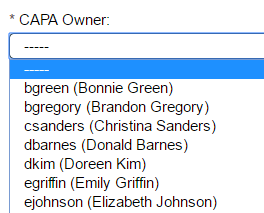 * CAPA Owner:
-----
-----
bgreen (Bonnie Green)
bgregory (Brandon Gregory)
csanders (Christina Sanders)
dbarnes (Donald Barnes)
dkim (Doreen Kim)
egriffin (Emily Griffin)
ejohnson (Elizabeth Johnson)